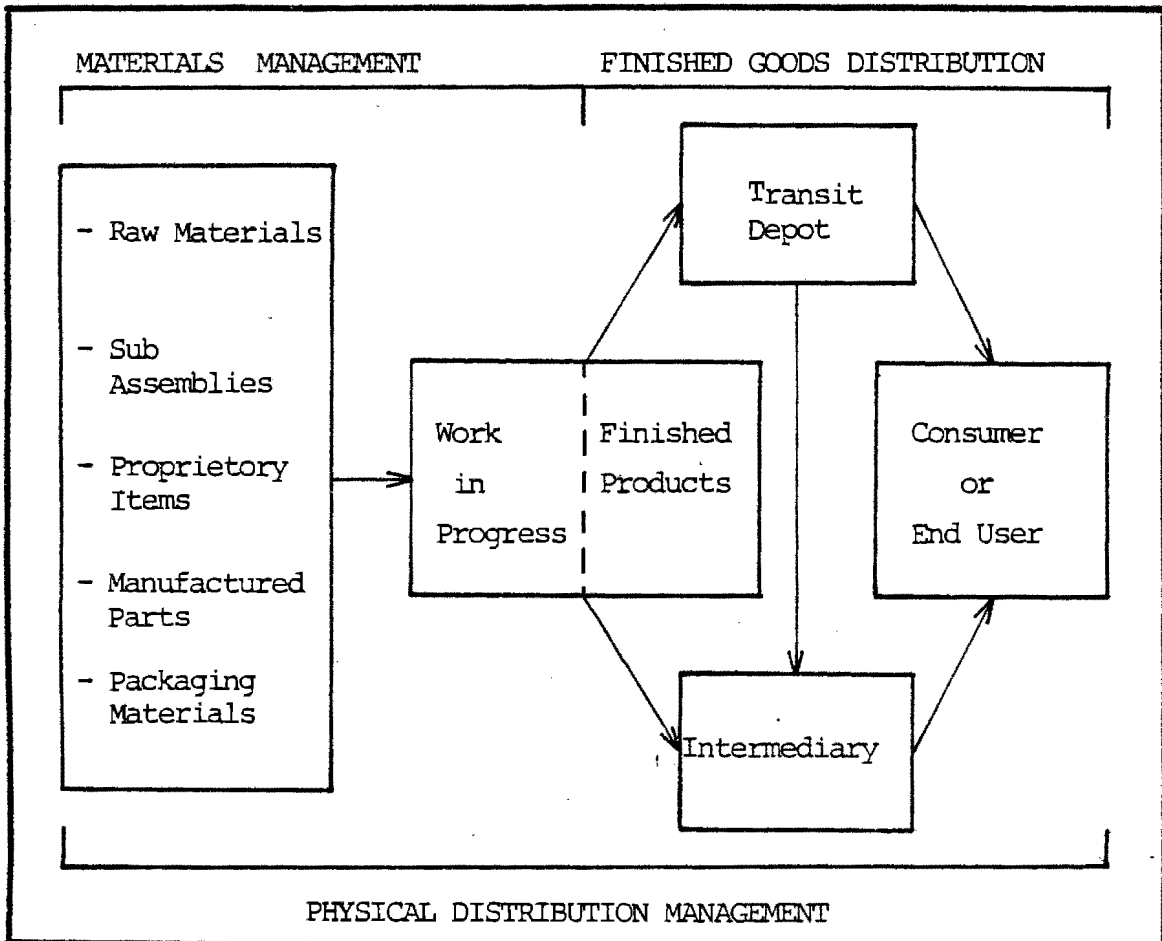 MATERIALS MANAGEMENT
FINISHED GOODS DISTRIBUTION
- Raw Materials
- Sub
Assemblies
- Proprietory
Items
- Manufactured
Parts
- Packaging
Materials
Work
in
Progress
Finished
Products
Transit
Depot
Intermediary
Consumer
or
End User
PHYSICAL DISTRIBUTION MANAGEMENT